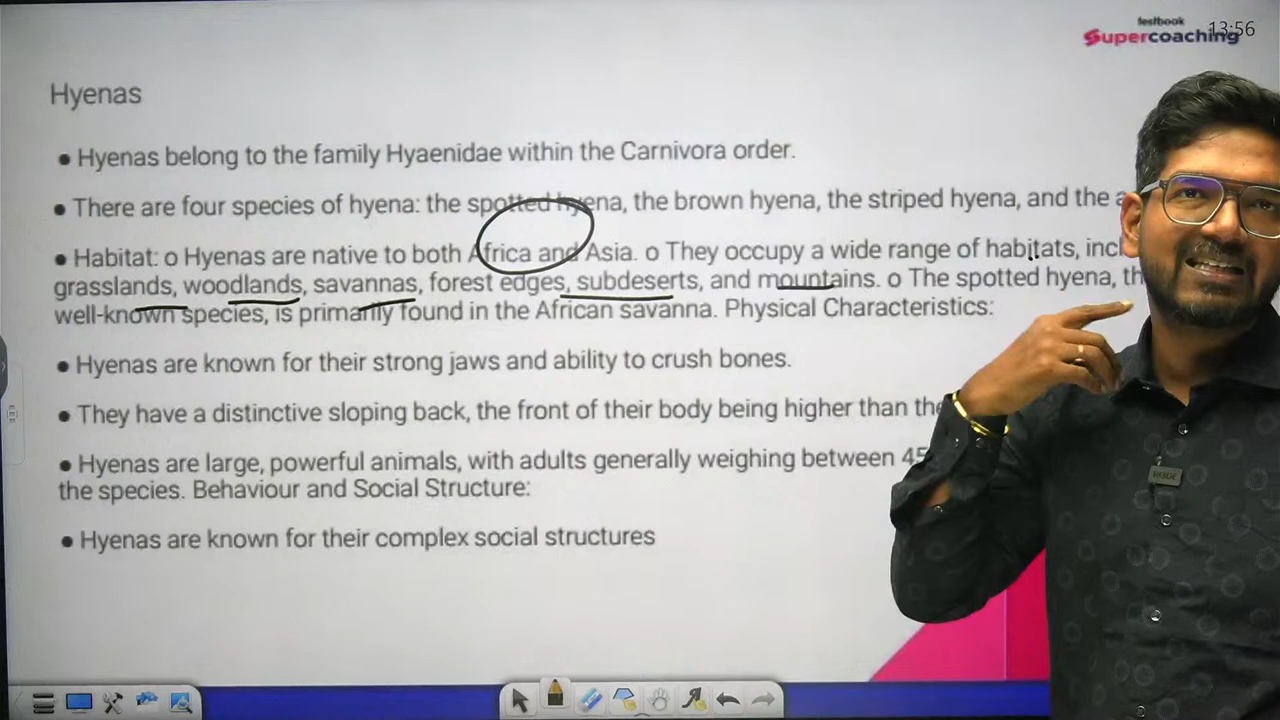 testbook
Supercoaching
13:56
Hyenas
● Hyenas belong to the family Hyaenidae within the Carnivora order.
● There are four species of hyena: the spotted hyena, the brown hyena, the striped hyena, and the a
● Habitat: o Hyenas are native to both Africa and Asia. o They occupy a wide range of habitats, incl
grasslands, woodlands, savannas, forest edges, subdeserts, and mountains. o The spotted hyena, th
well-known species, is primarily found in the African savanna. Physical Characteristics:
● Hyenas are known for their strong jaws and ability to crush bones.
● They have a distinctive sloping back, the front of their body being higher than the
● Hyenas are large, powerful animals, with adults generally weighing between 45
the species. Behaviour and Social Structure:
● Hyenas are known for their complex social structures